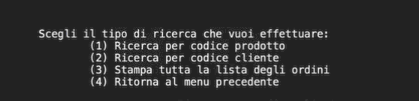 Scegli il tipo di ricerca che vuoi effettuare:
(1) Ricerca per codice prodotto
(2) Ricerca per codice cliente
(3) Stampa tutta la lista degli ordini
(4) Ritorna al menu precedente